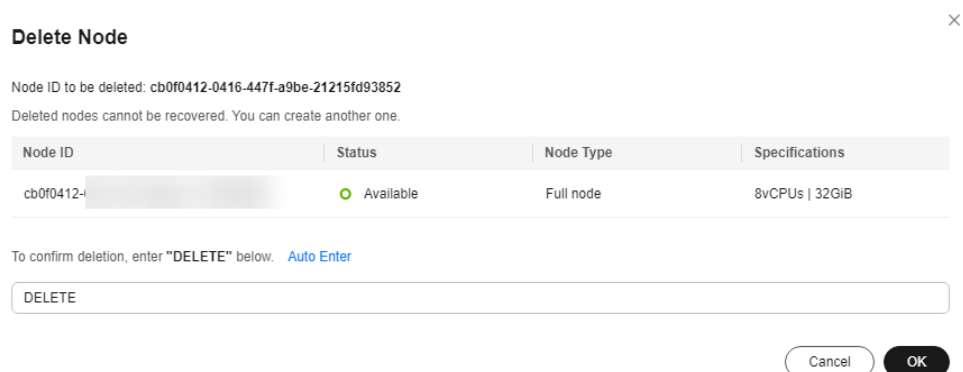 Delete Node
Node ID to be deleted: cb0f0412-0416-447f-a9be-21215fd93852
Deleted nodes cannot be recovered. You can create another one.
Node ID Status Node Type Specifications
cb0f0412- Available Full node 8vCPUs | 32GiB
To confirm deletion, enter "DELETE" below. Auto Enter
DELETE
Cancel OK